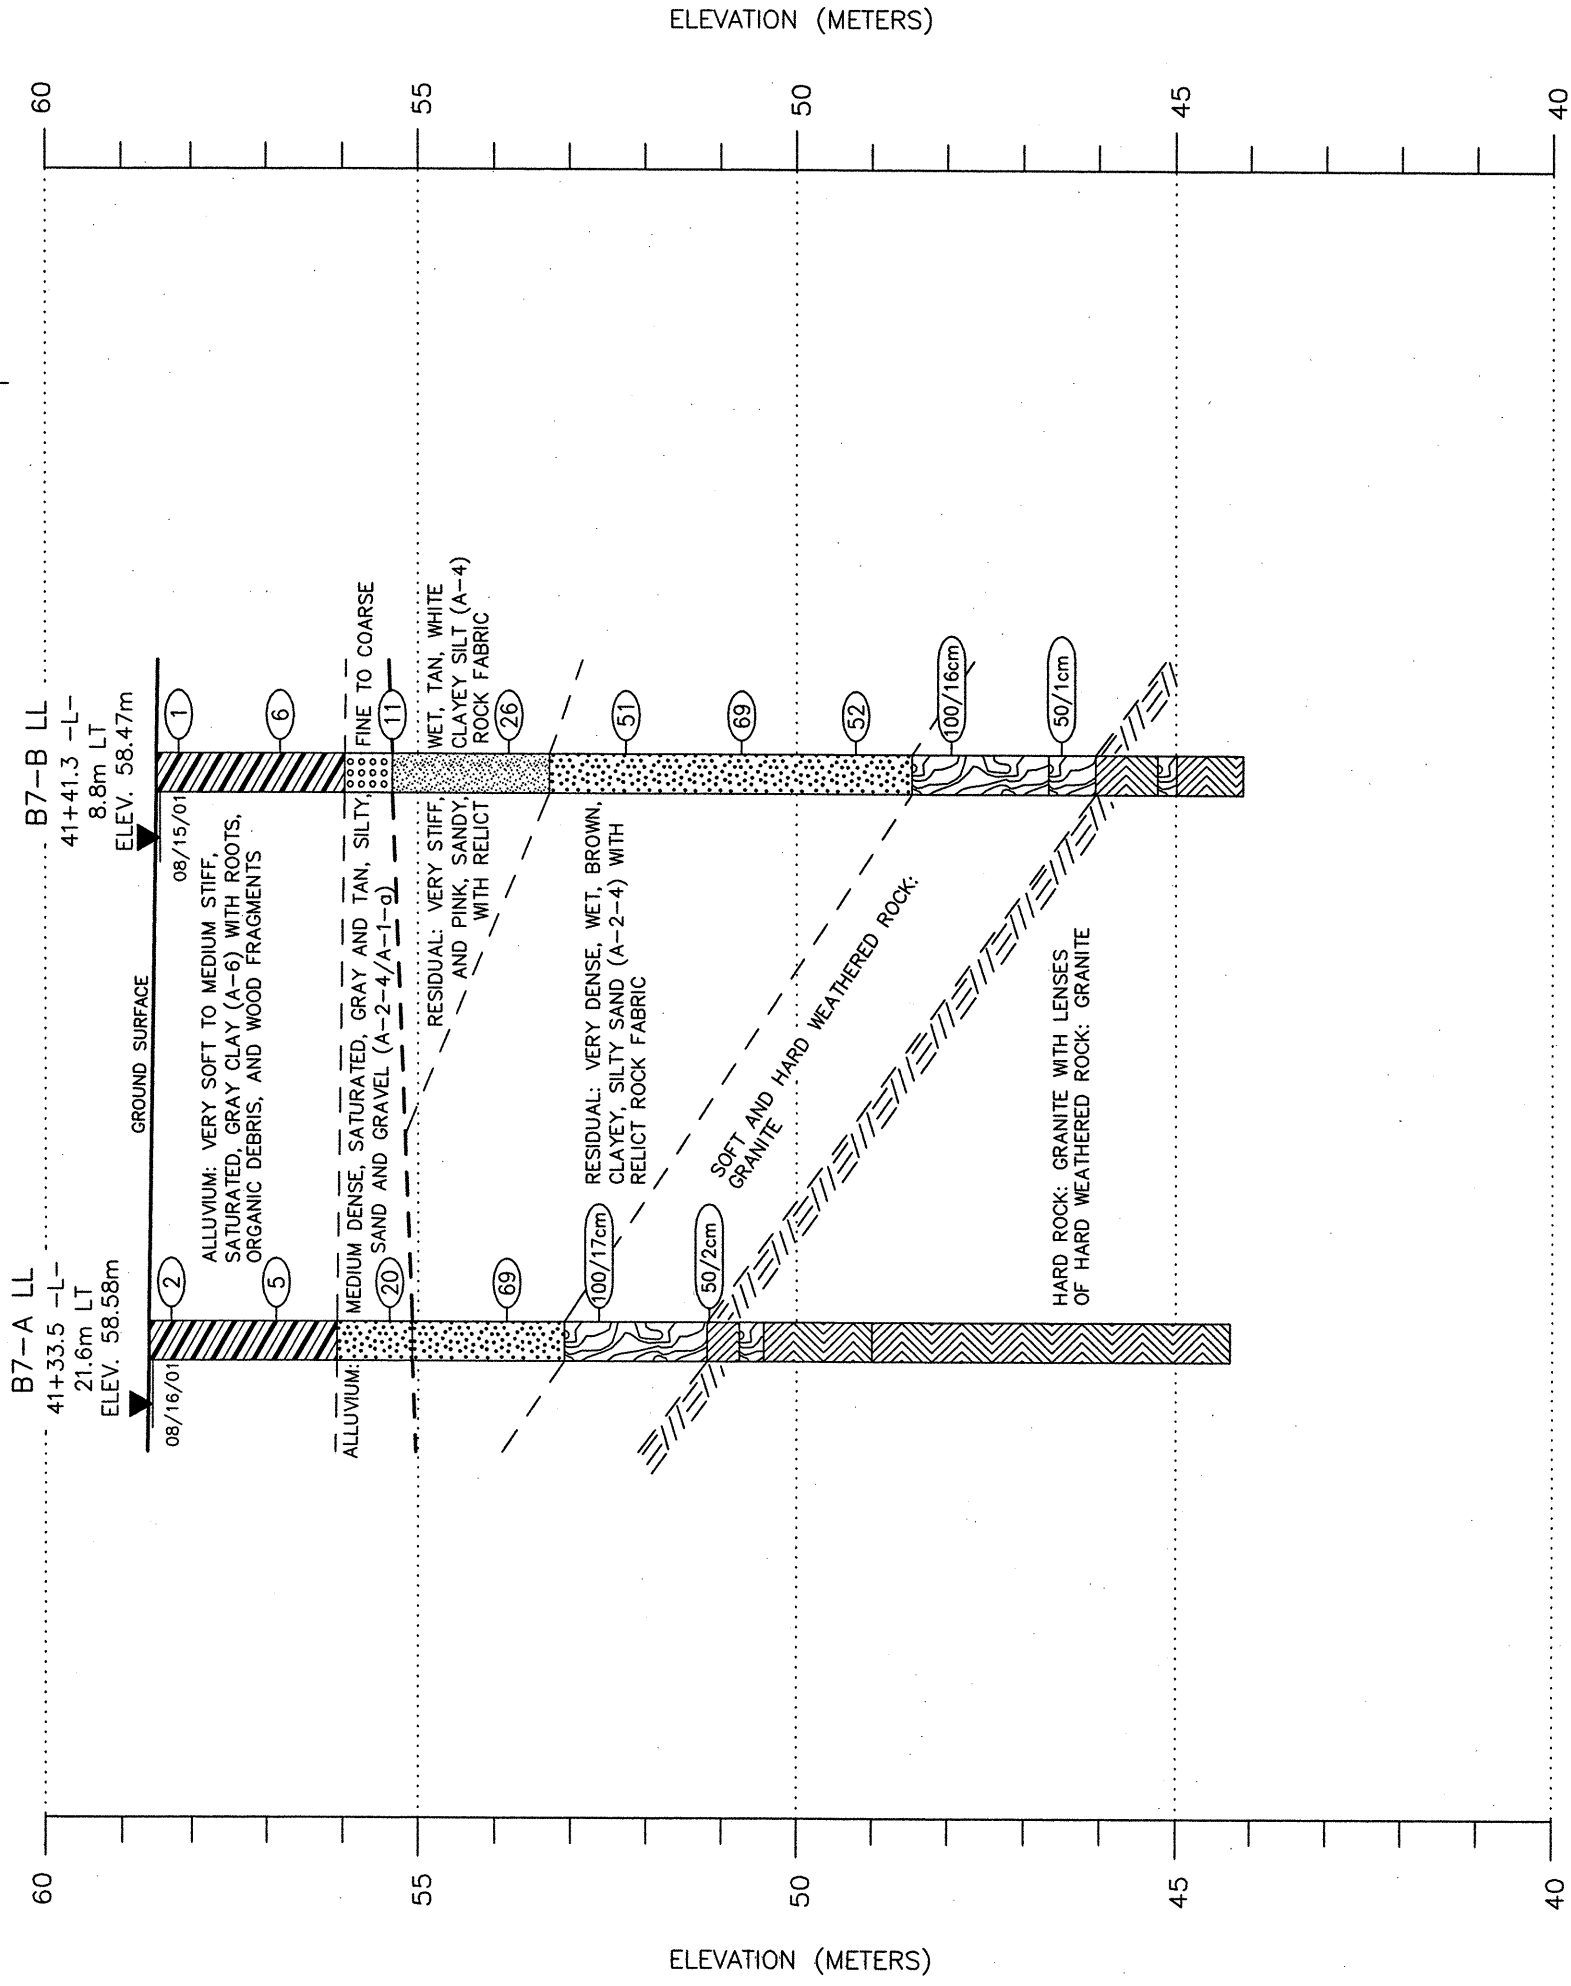 ELEVATION (METERS)
60
55
50
45
40
B7-A LL
41+33.5 -L-
21.6m LT
ELEV. 58.58m
08/16/01
B7-B LL
41+41.3 -L-
8.8m LT
ELEV. 58.47m
08/15/01
GROUND SURFACE
2
5
20
69
100/17cm
50/2cm
1
6
11
26
51
69
52
100/16cm
50/1cm
ALLUVIUM: VERY SOFT TO MEDIUM STIFF,
SATURATED, GRAY CLAY (A-6) WITH ROOTS,
ORGANIC DEBRIS, AND WOOD FRAGMENTS
ALLUVIUM: MEDIUM DENSE, SATURATED, GRAY AND TAN, SILTY, FINE TO COARSE
SAND AND GRAVEL (A-2-4/A-1-a)
RESIDUAL: VERY STIFF, WET, TAN, WHITE
AND PINK, SANDY, CLAYEY SILT (A-4)
WITH RELICT ROCK FABRIC
RESIDUAL: VERY DENSE, WET, BROWN,
CLAYEY, SILTY SAND (A-2-4) WITH
RELICT ROCK FABRIC
SOFT AND HARD WEATHERED ROCK:
GRANITE
HARD ROCK: GRANITE WITH LENSES
OF HARD WEATHERED ROCK: GRANITE
60
55
50
45
40
ELEVATION (METERS)